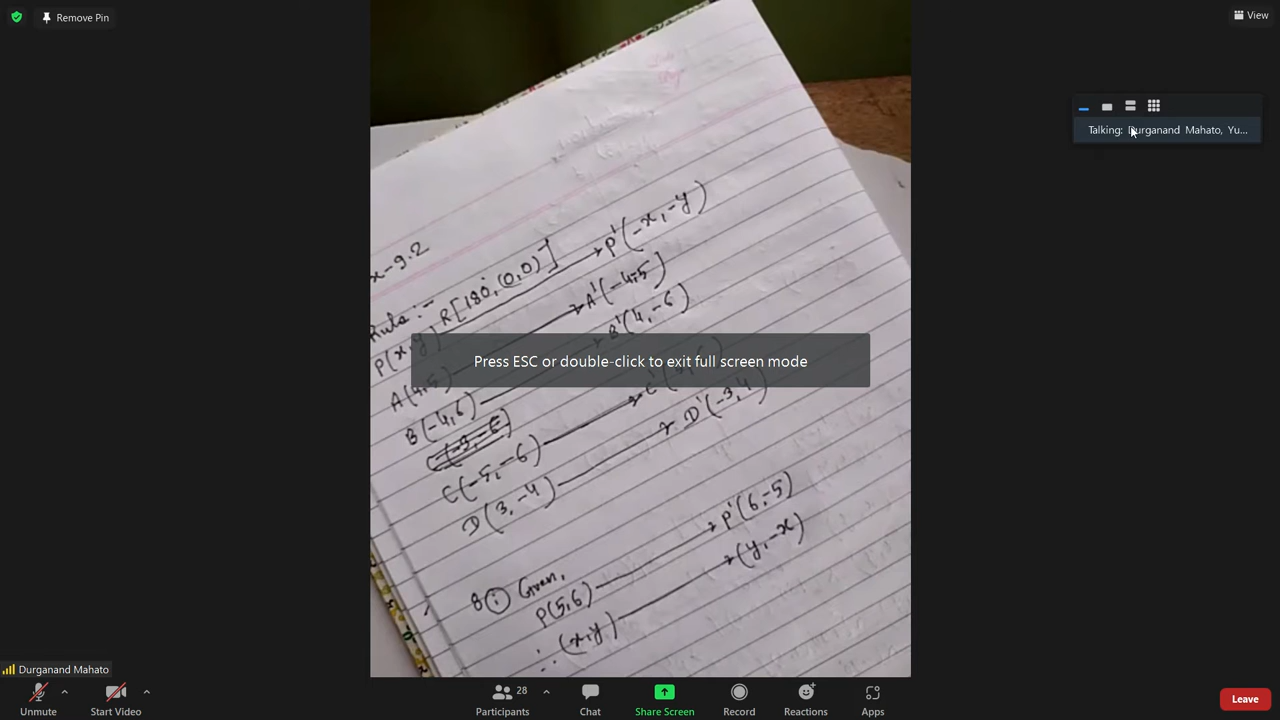 Remove Pin
View
Talking: Durganand Mahato, Yu...
x-9.2
Rule:-
P(x,y) R[180°,(0,0)] → P'(-x,-y)
A(4,5) → A'(-4,-5)
B(-4,6) → B'(4,-6)
C(-5,-6) → C'
D(3,-4) → D'(-3,4)
Press ESC or double-click to exit full screen mode
8 (i) Given,
P(5,6) → P'(6,-5)
∴ (x,y) → (y,-x)
Durganand Mahato
Unmute
Start Video
28
Participants
Chat
Share Screen
Record
Reactions
Apps
Leave